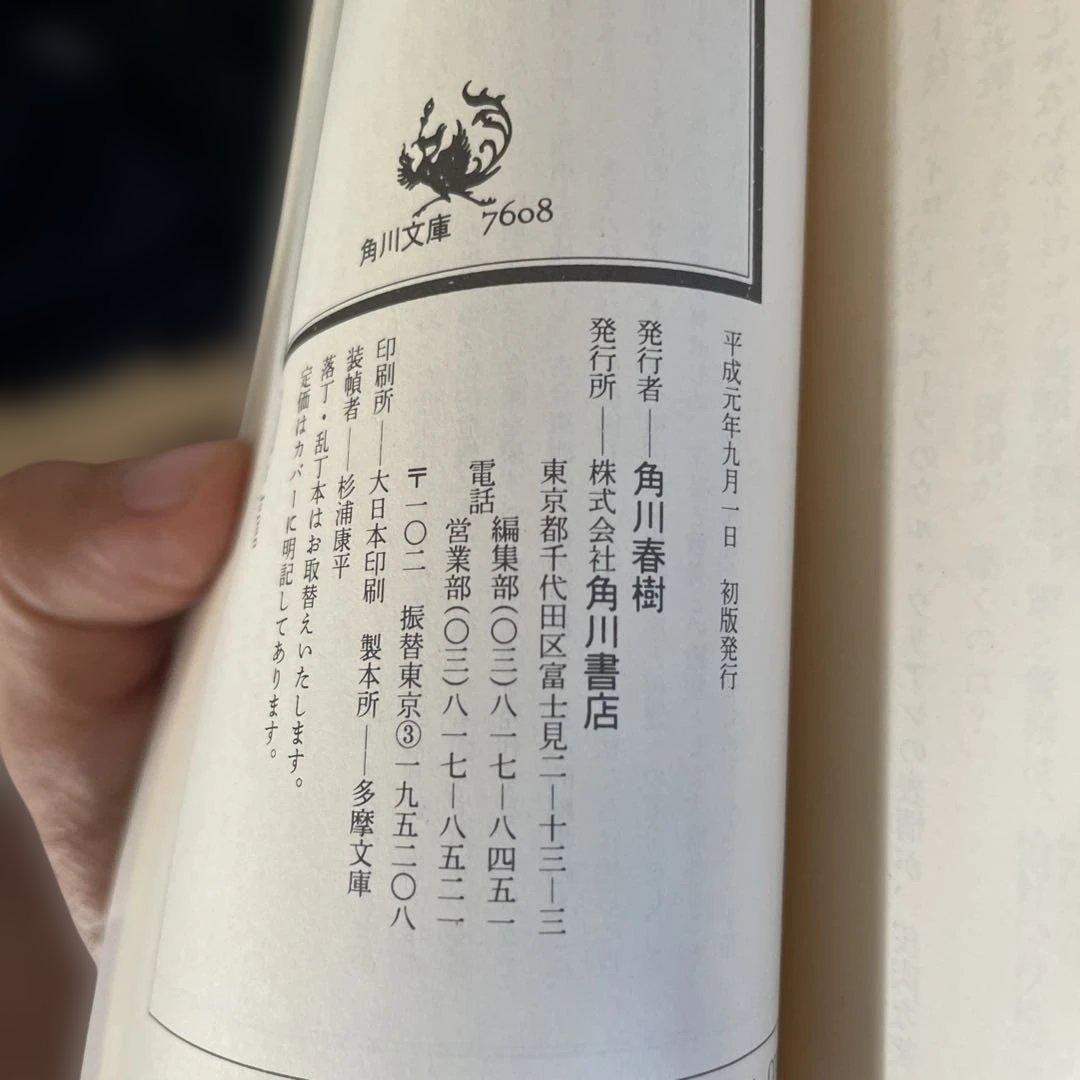 角川文庫 7608
平成元年九月一日 初版発行
発行者――角川春樹
発行所――株式会社角川書店
東京都千代田区富士見二―十三―三
電話 編集部(〇三)八一七―八四五一
営業部(〇三)八一七―八五二一
〒一〇二 振替東京③一九五二〇八
印刷所――大日本印刷 製本所――多摩文庫
装幀者――杉浦康平
落丁・乱丁本はお取替えいたします。
定価はカバーに明記してあります。